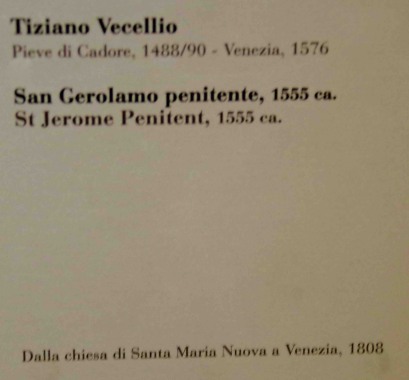 Tiziano Vecellio
Pieve di Cadore, 1488/90 - Venezia, 1576
San Gerolamo penitente, 1555 ca.
St Jerome Penitent, 1555 ca.
Dalla chiesa di Santa Maria Nuova a Venezia, 1808